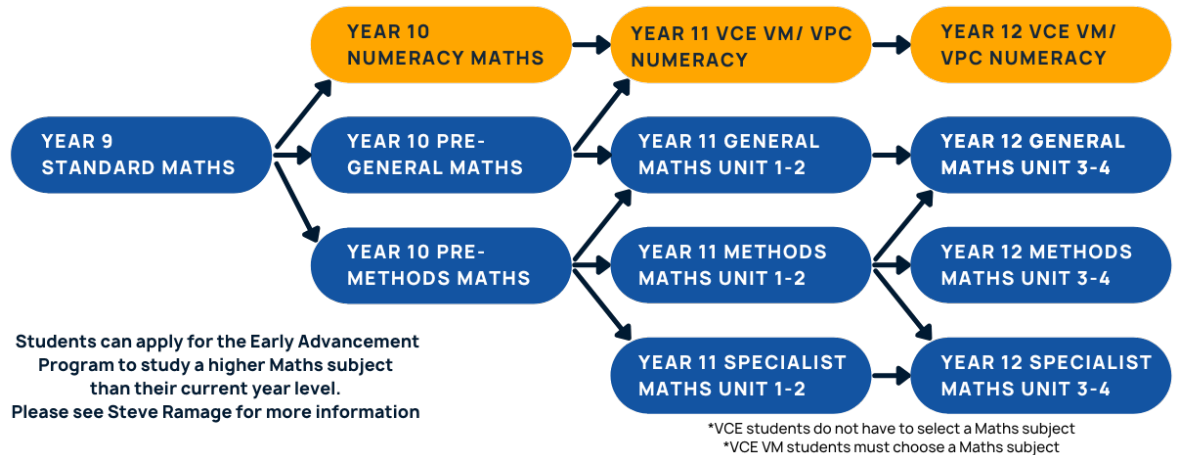 YEAR 10
NUMERACY MATHS
YEAR 11 VCE VM/ VPC
NUMERACY
YEAR 12 VCE VM/
VPC NUMERACY
YEAR 9
STANDARD MATHS
YEAR 10 PRE-
GENERAL MATHS
YEAR 11 GENERAL
MATHS UNIT 1-2
YEAR 12 GENERAL
MATHS UNIT 3-4
YEAR 10 PRE-
METHODS MATHS
YEAR 11 METHODS
MATHS UNIT 1-2
YEAR 12 METHODS
MATHS UNIT 3-4
YEAR 11 SPECIALIST
MATHS UNIT 1-2
YEAR 12 SPECIALIST
MATHS UNIT 3-4
Students can apply for the Early Advancement
Program to study a higher Maths subject
than their current year level.
Please see Steve Ramage for more information
*VCE students do not have to select a Maths subject
*VCE VM students must choose a Maths subject